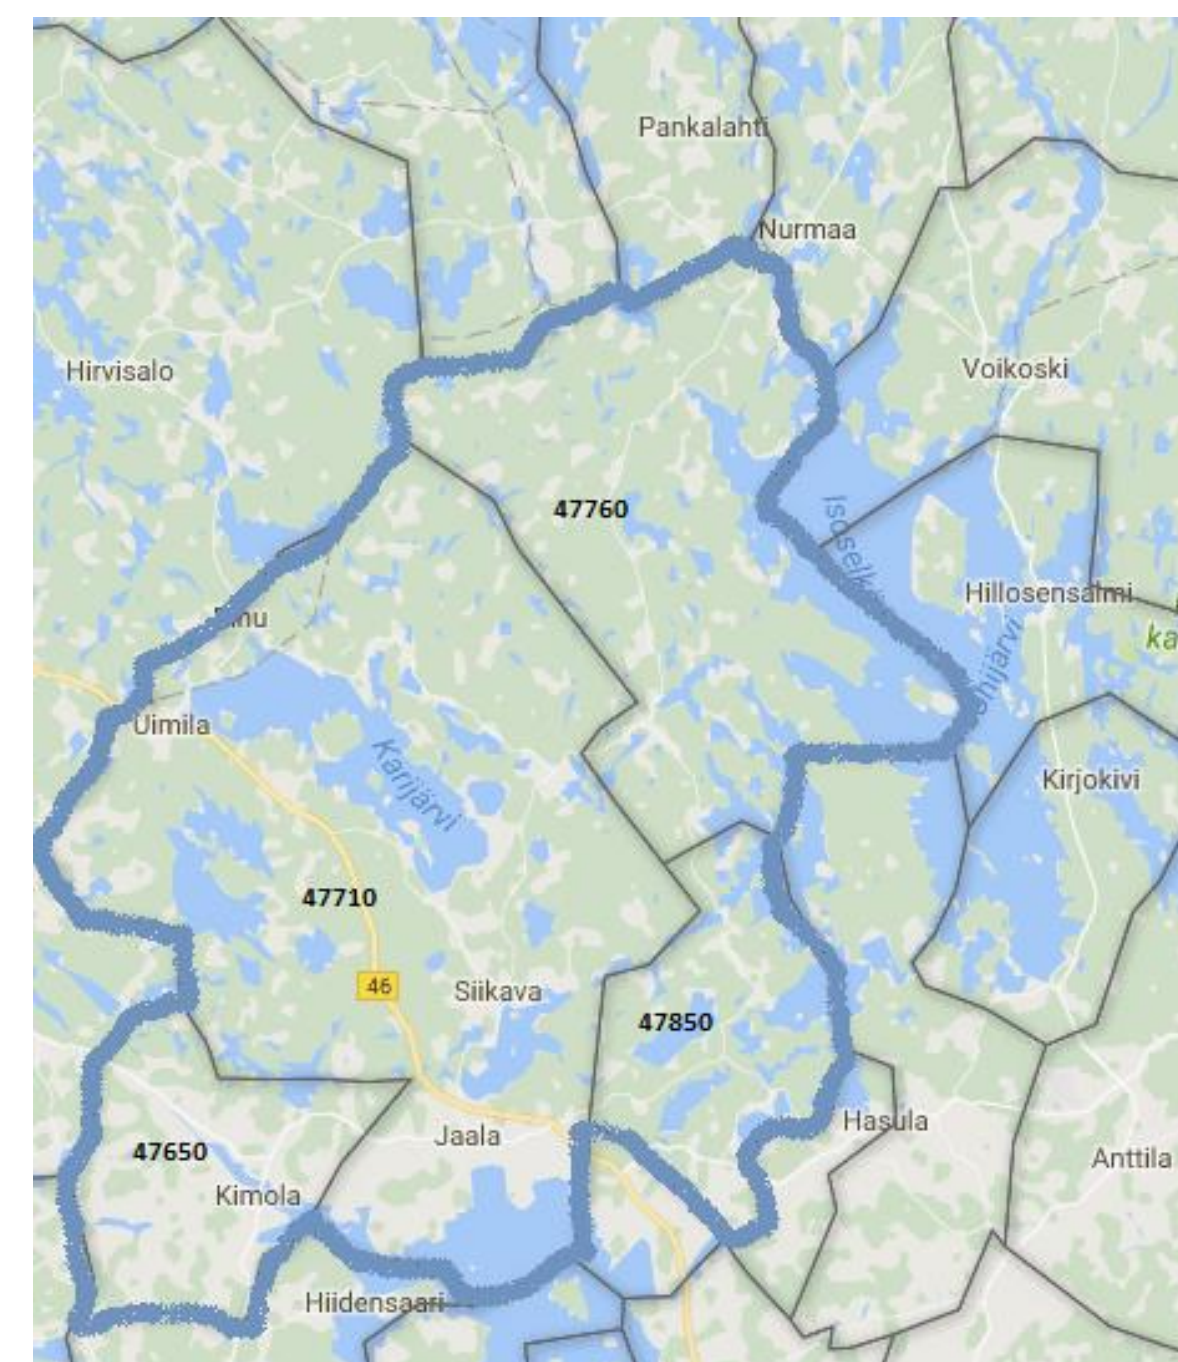 Pankalahti
Nurmaa
Hirvisalo
Voikoski
47760
Isoselkä
Hillosensalmi
ka
Uimila
Karijärvi
Kirjokivi
47710
46
Siikava
47850
Hasula
Jaala
47650
Anttila
Kimola
Hiidensaari